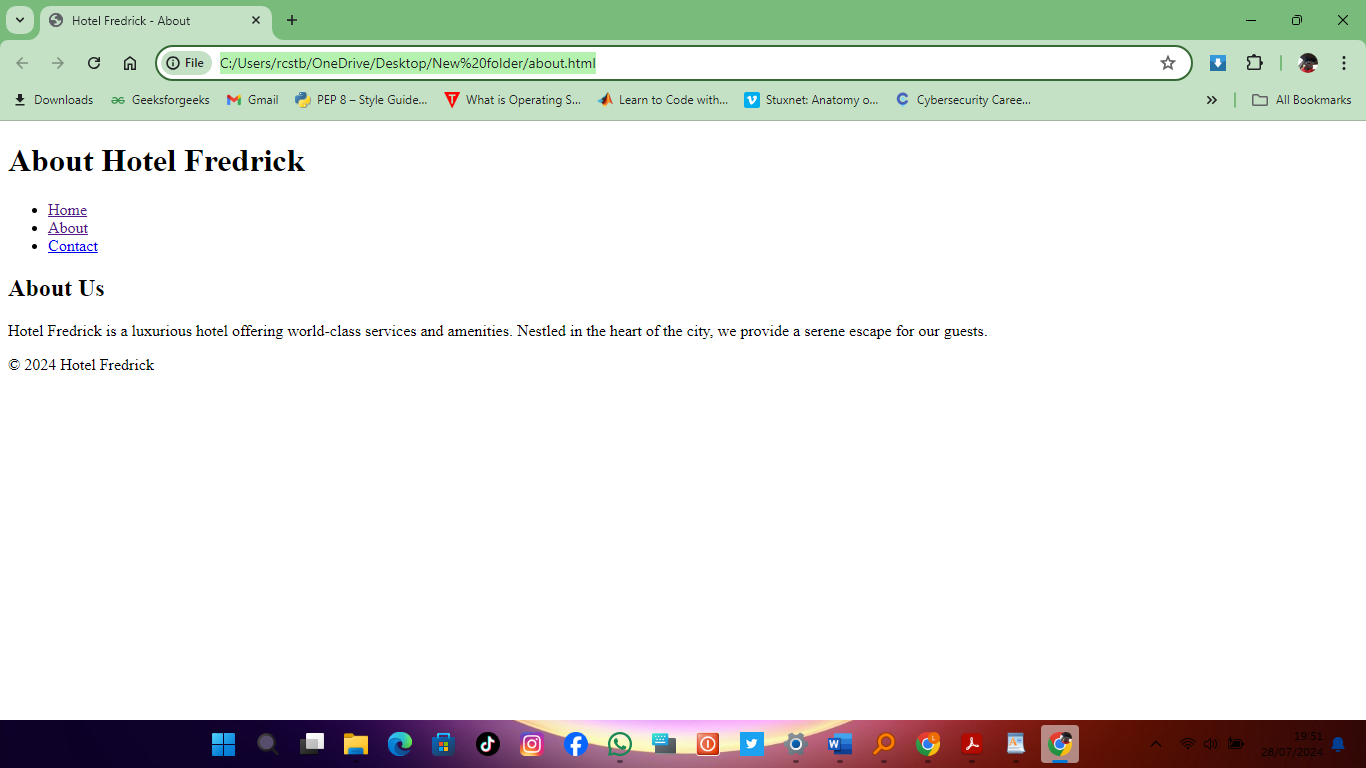 Hotel Fredrick - About
File
C:/Users/rcstb/OneDrive/Desktop/New%20folder/about.html
Downloads
Geeksforgeeks
Gmail
PEP 8 – Style Guide...
What is Operating S...
Learn to Code with...
Stuxnet: Anatomy o...
Cybersecurity Caree...
All Bookmarks
About Hotel Fredrick
• Home
• About
• Contact
About Us
Hotel Fredrick is a luxurious hotel offering world-class services and amenities. Nestled in the heart of the city, we provide a serene escape for our guests.
© 2024 Hotel Fredrick
19:51
28/07/2024